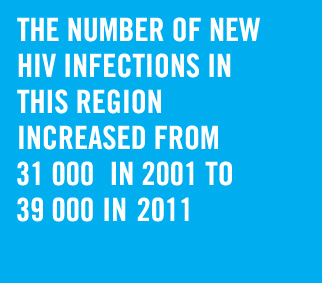 THE NUMBER OF NEW
HIV INFECTIONS IN
THIS REGION
INCREASED FROM
31 000 IN 2001 TO
39 000 IN 2011